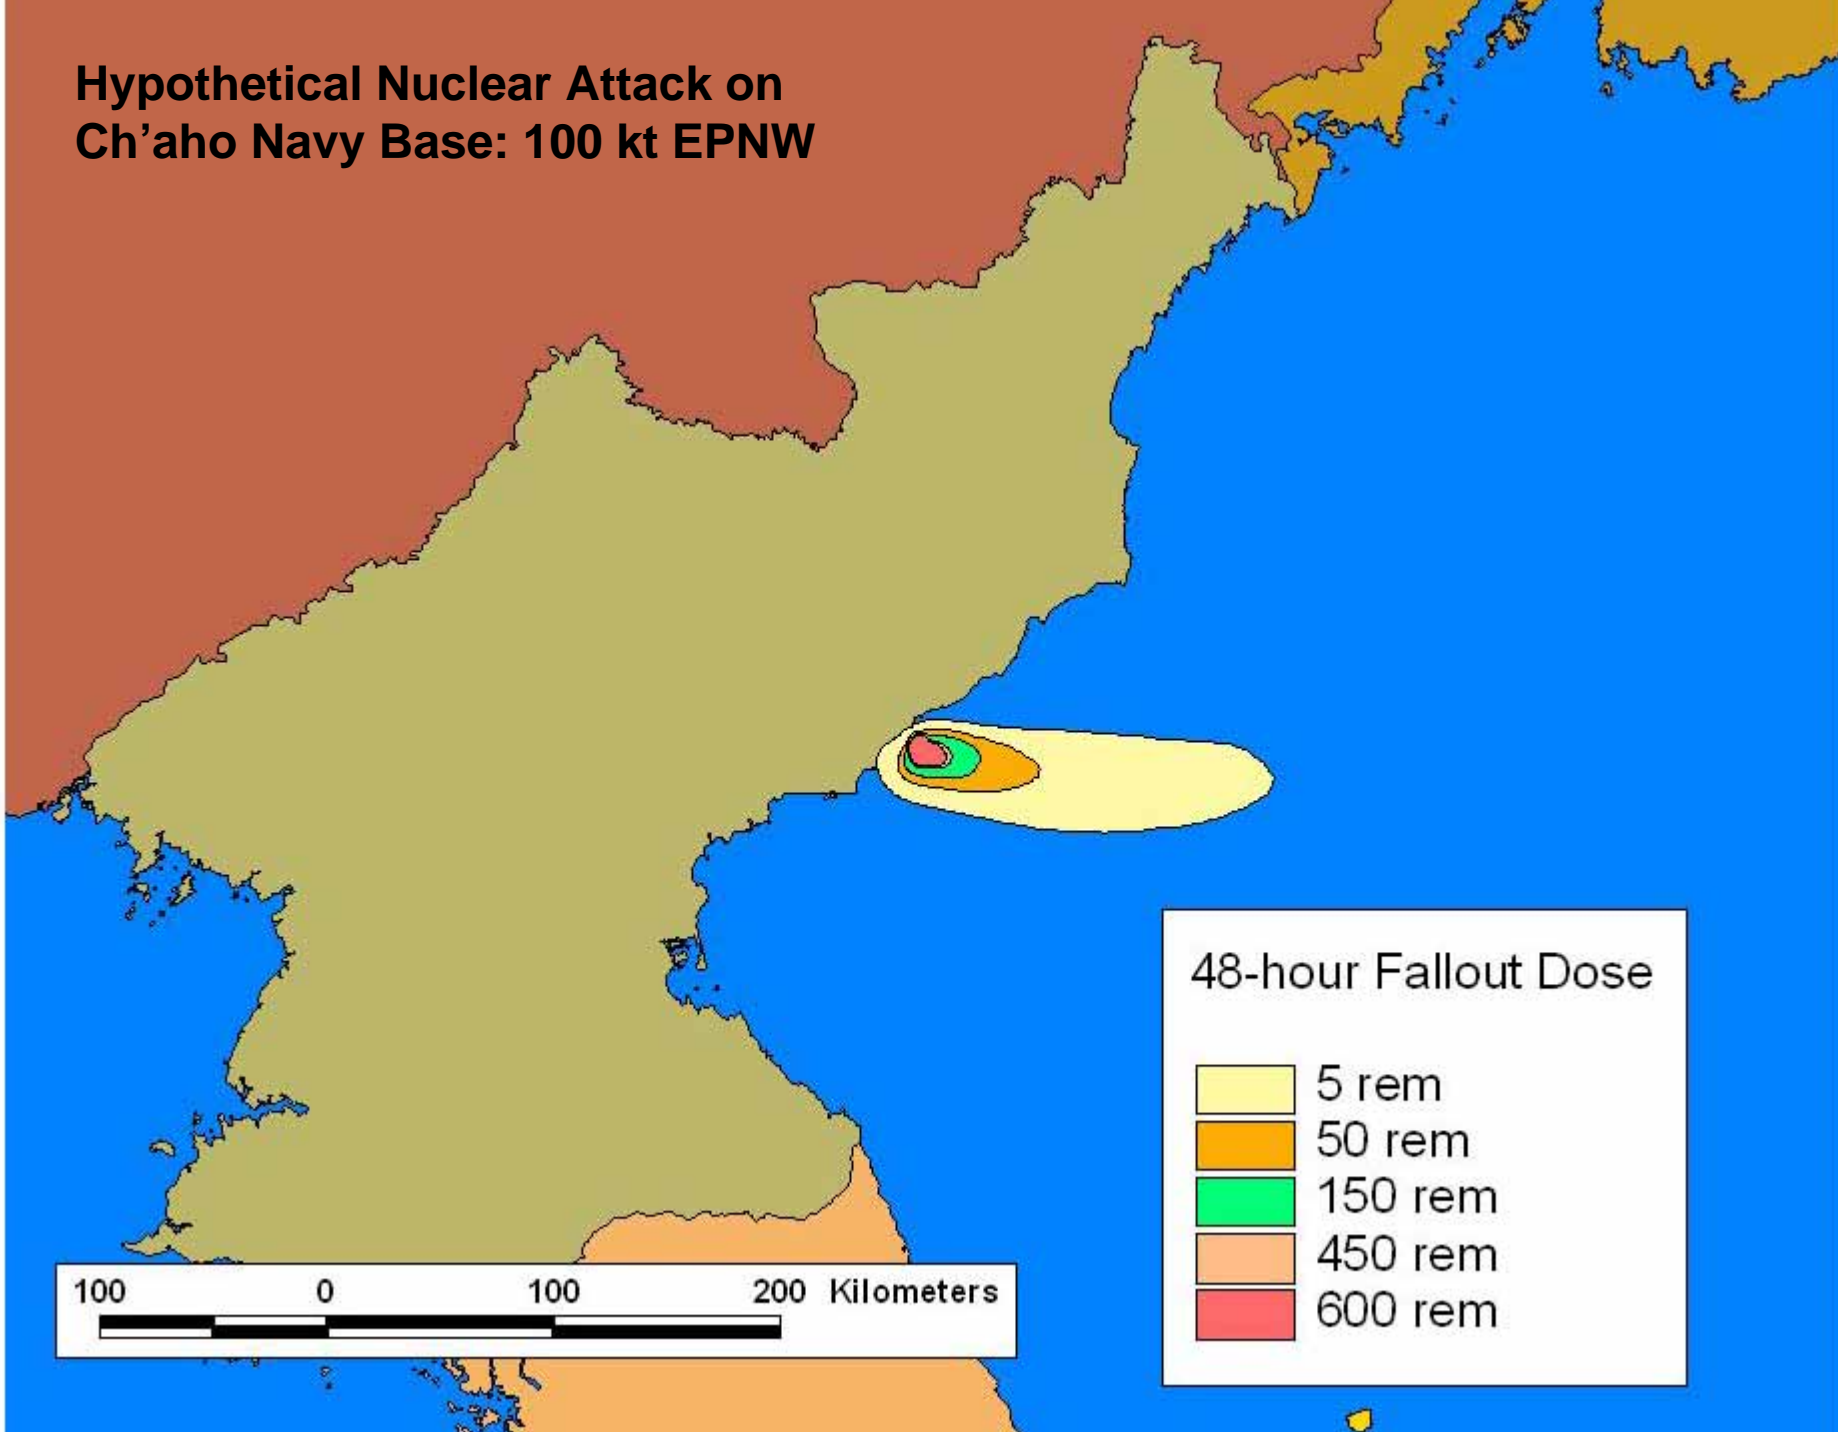 Hypothetical Nuclear Attack on
Ch’aho Navy Base: 100 kt EPNW
48-hour Fallout Dose
5 rem
50 rem
150 rem
450 rem
600 rem
100 0 100 200 Kilometers